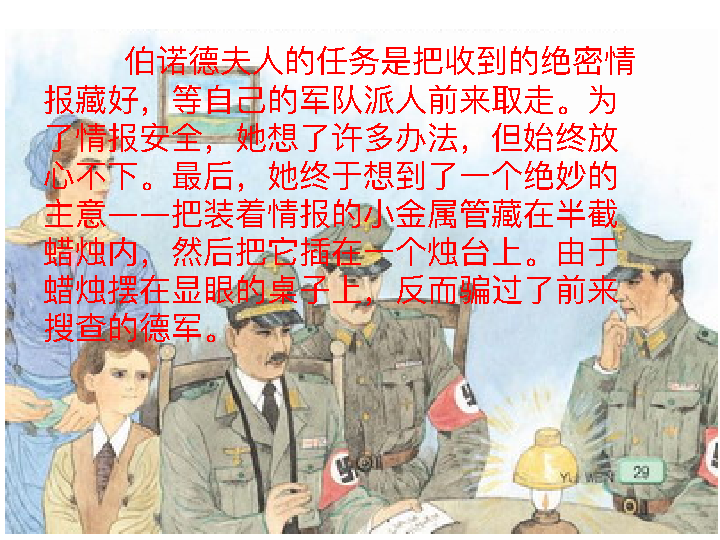 伯诺德夫人的任务是把收到的绝密情
报藏好，等自己的军队派人前来取走。为
了情报安全，她想了许多办法，但始终放
心不下。最后，她终于想到了一个绝妙的
主意——把装着情报的小金属管藏在半截
蜡烛内，然后把它插在一个烛台上。由于
蜡烛摆在显眼的桌子上，反而骗过了前来
搜查的德军。
29